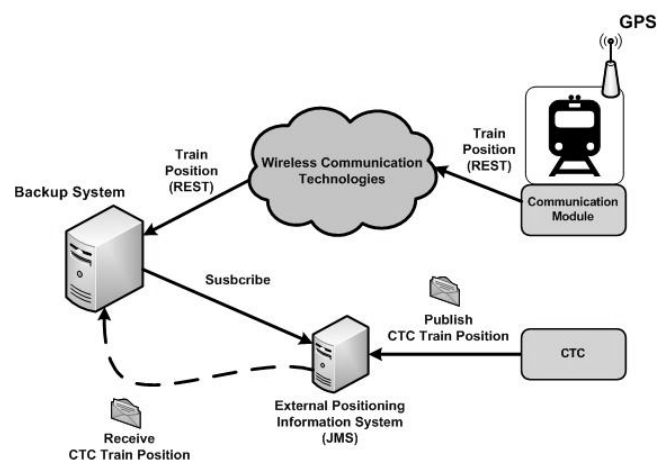 GPS
Train
Position
(REST)
Wireless Communication
Technologies
Train
Position
(REST)
Communication
Module
Backup System
Susbcribe
Publish
CTC Train Position
CTC
External Positioning
Information System
(JMS)
Receive
CTC Train Position